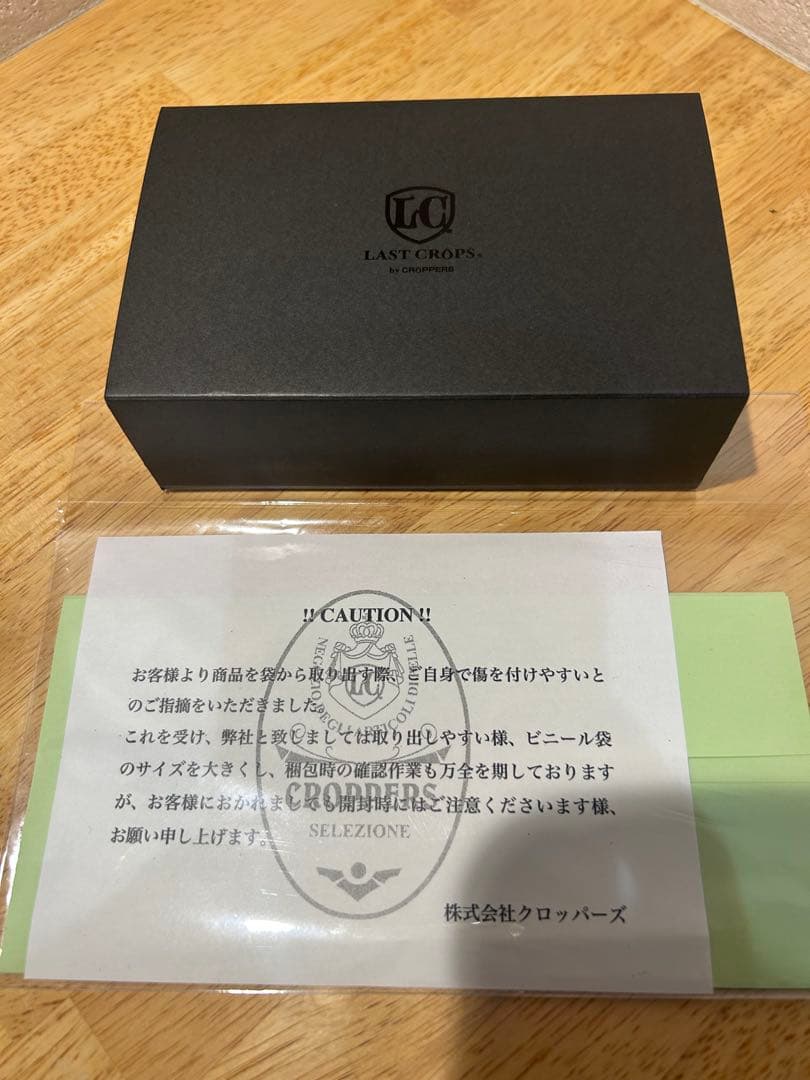 LC
LAST CROPS®
by CROPPERS
!! CAUTION !!
お客様より商品を袋から取り出す際、ご自身で傷を付けやすいと
のご指摘をいただきました。
これを受け、弊社と致しましては取り出しやすい様、ビニール袋
のサイズを大きくし、梱包時の確認作業も万全を期しております
が、お客様におかれましても開封時にはご注意くださいます様、
お願い申し上げます。
NEGOZIO DEGLI ARTICOLI DI PELLE
LC
CROPPERS
SELEZIONE
株式会社クロッパーズ